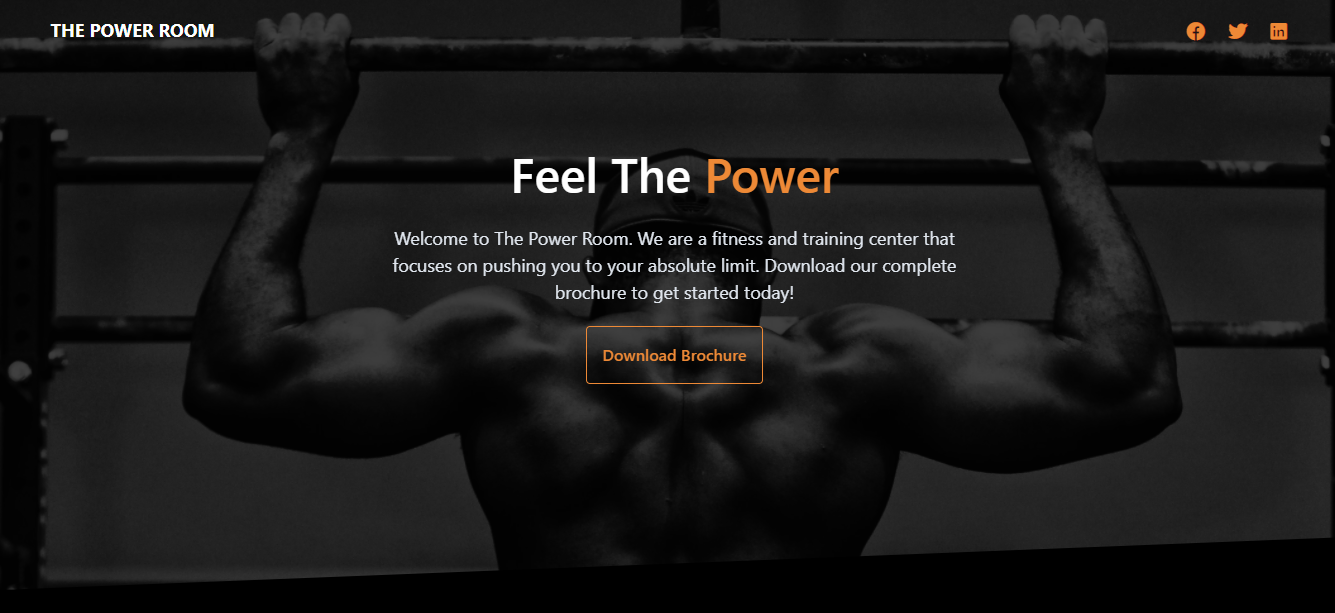 THE POWER ROOM
Feel The Power
Welcome to The Power Room. We are a fitness and training center that
focuses on pushing you to your absolute limit. Download our complete
brochure to get started today!
Download Brochure